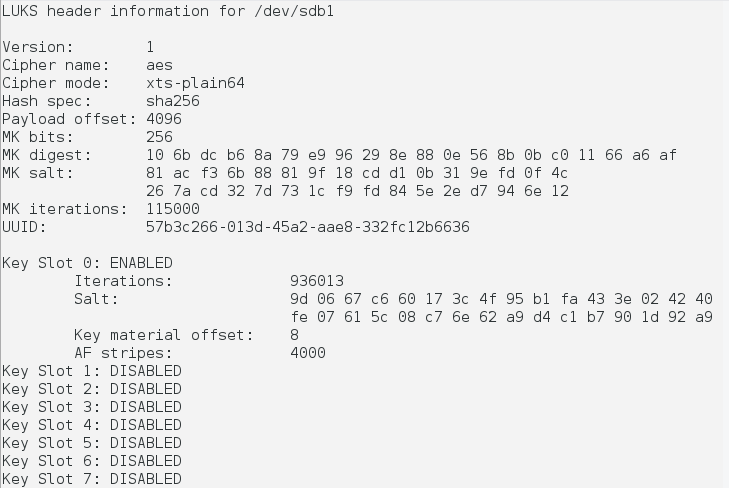 LUKS header information for /dev/sdb1
Version: 1
Cipher name: aes
Cipher mode: xts-plain64
Hash spec: sha256
Payload offset: 4096
MK bits: 256
MK digest: 10 6b dc b6 8a 79 e9 96 29 8e 88 0e 56 8b 0b c0 11 66 a6 af
MK salt: 81 ac f3 6b 88 81 9f 18 cd d1 0b 31 9e fd 0f 4c
26 7a cd 32 7d 73 1c f9 fd 84 5e 2e d7 94 6e 12
MK iterations: 115000
UUID: 57b3c266-013d-45a2-aae8-332fc12b6636
Key Slot 0: ENABLED
Iterations: 936013
Salt: 9d 06 67 c6 60 17 3c 4f 95 b1 fa 43 3e 02 42 40
fe 07 61 5c 08 c7 6e 62 a9 d4 c1 b7 90 1d 92 a9
Key material offset: 8
AF stripes: 4000
Key Slot 1: DISABLED
Key Slot 2: DISABLED
Key Slot 3: DISABLED
Key Slot 4: DISABLED
Key Slot 5: DISABLED
Key Slot 6: DISABLED
Key Slot 7: DISABLED